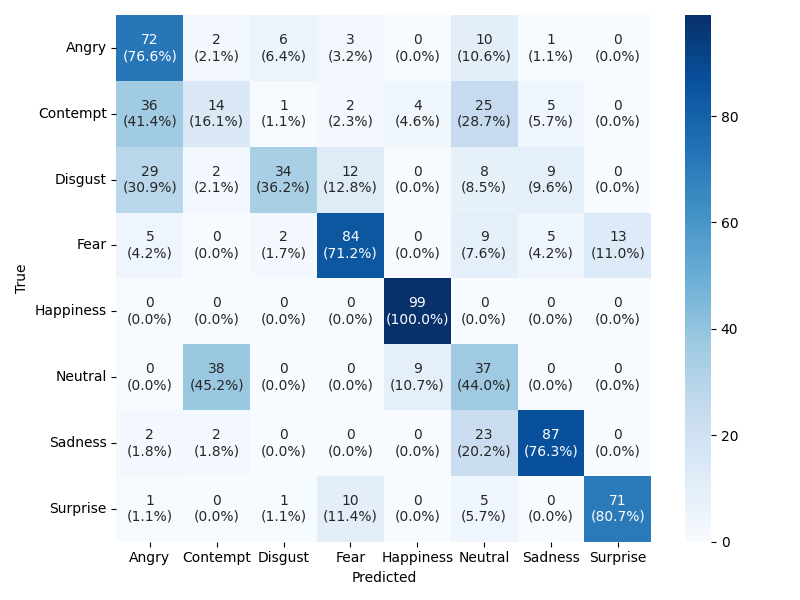 Angry 72 2 6 3 0 10 1 0
(76.6%) (2.1%) (6.4%) (3.2%) (0.0%) (10.6%) (1.1%) (0.0%)
Contempt 36 14 1 2 4 25 5 0
(41.4%) (16.1%) (1.1%) (2.3%) (4.6%) (28.7%) (5.7%) (0.0%)
Disgust 29 2 34 12 0 8 9 0
(30.9%) (2.1%) (36.2%) (12.8%) (0.0%) (8.5%) (9.6%) (0.0%)
Fear 5 0 2 84 0 9 5 13
(4.2%) (0.0%) (1.7%) (71.2%) (0.0%) (7.6%) (4.2%) (11.0%)
Happiness 0 0 0 0 99 0 0 0
(0.0%) (0.0%) (0.0%) (0.0%) (100.0%) (0.0%) (0.0%) (0.0%)
Neutral 0 38 0 0 9 37 0 0
(0.0%) (45.2%) (0.0%) (0.0%) (10.7%) (44.0%) (0.0%) (0.0%)
Sadness 2 2 0 0 0 23 87 0
(1.8%) (1.8%) (0.0%) (0.0%) (0.0%) (20.2%) (76.3%) (0.0%)
Surprise 1 0 1 10 0 5 0 71
(1.1%) (0.0%) (1.1%) (11.4%) (0.0%) (5.7%) (0.0%) (80.7%)
Angry Contempt Disgust Fear Happiness Neutral Sadness Surprise
Predicted
True
80
60
40
20
0